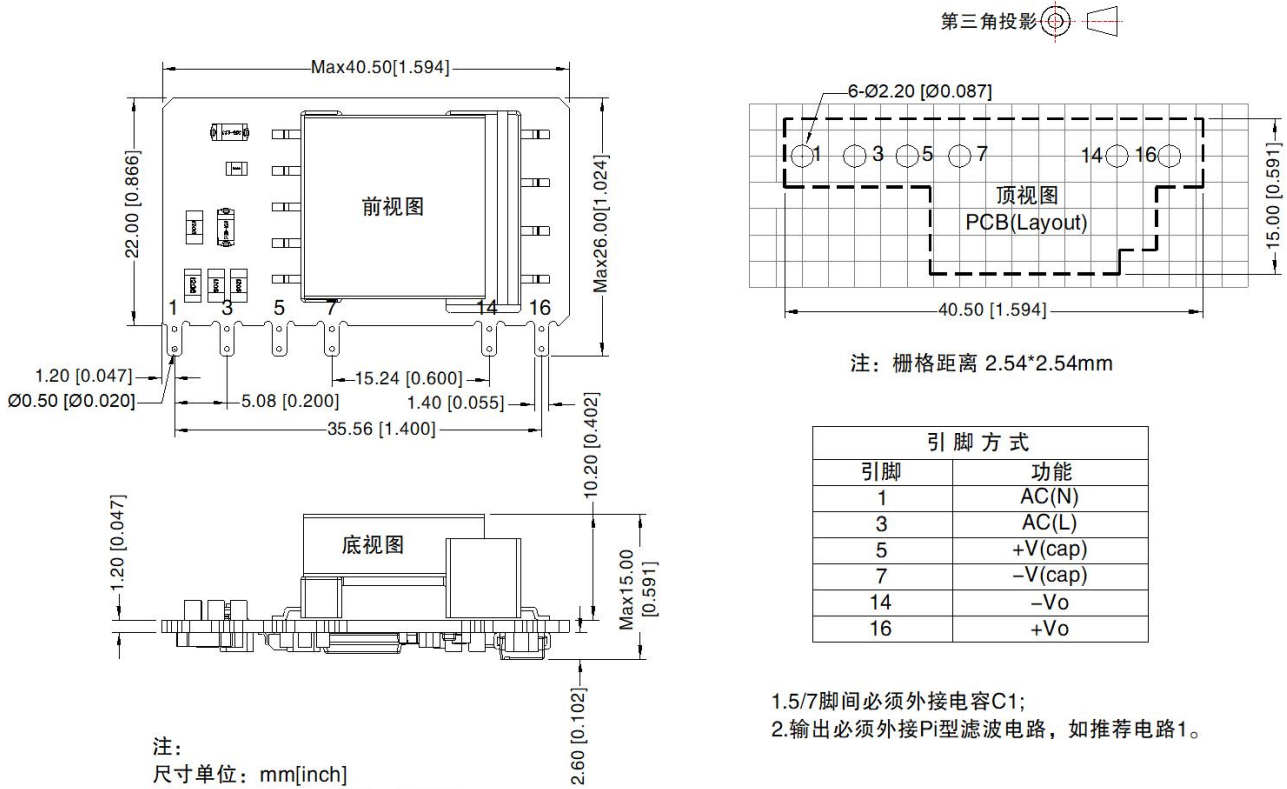 第三角投影
Max40.50[1.594]
22.00 [0.866]
Max26.00[1.024]
前视图
1 3 5 7 14 16
1.20 [0.047]
Ø0.50 [Ø0.020]
5.08 [0.200]
15.24 [0.600]
1.40 [0.055]
35.56 [1.400]
6-Ø2.20 [Ø0.087]
1 3 5 7 14 16
顶视图
PCB(Layout)
15.00 [0.591]
40.50 [1.594]
注：栅格距离 2.54*2.54mm
10.20 [0.402]
1.20 [0.047]
底视图
Max15.00
[0.591]
2.60 [0.102]
引脚方式
引脚 功能
1 AC(N)
3 AC(L)
5 +V(cap)
7 –V(cap)
14 –Vo
16 +Vo
1.5/7脚间必须外接电容C1;
2.输出必须外接Pi型滤波电路，如推荐电路1。
注：
尺寸单位：mm[inch]